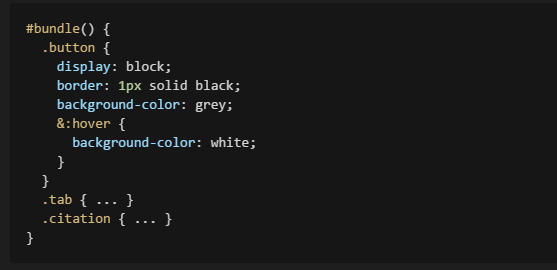 #bundle() {
  .button {
    display: block;
    border: 1px solid black;
    background-color: grey;
    &:hover {
      background-color: white;
    }
  }
  .tab { ... }
  .citation { ... }
}